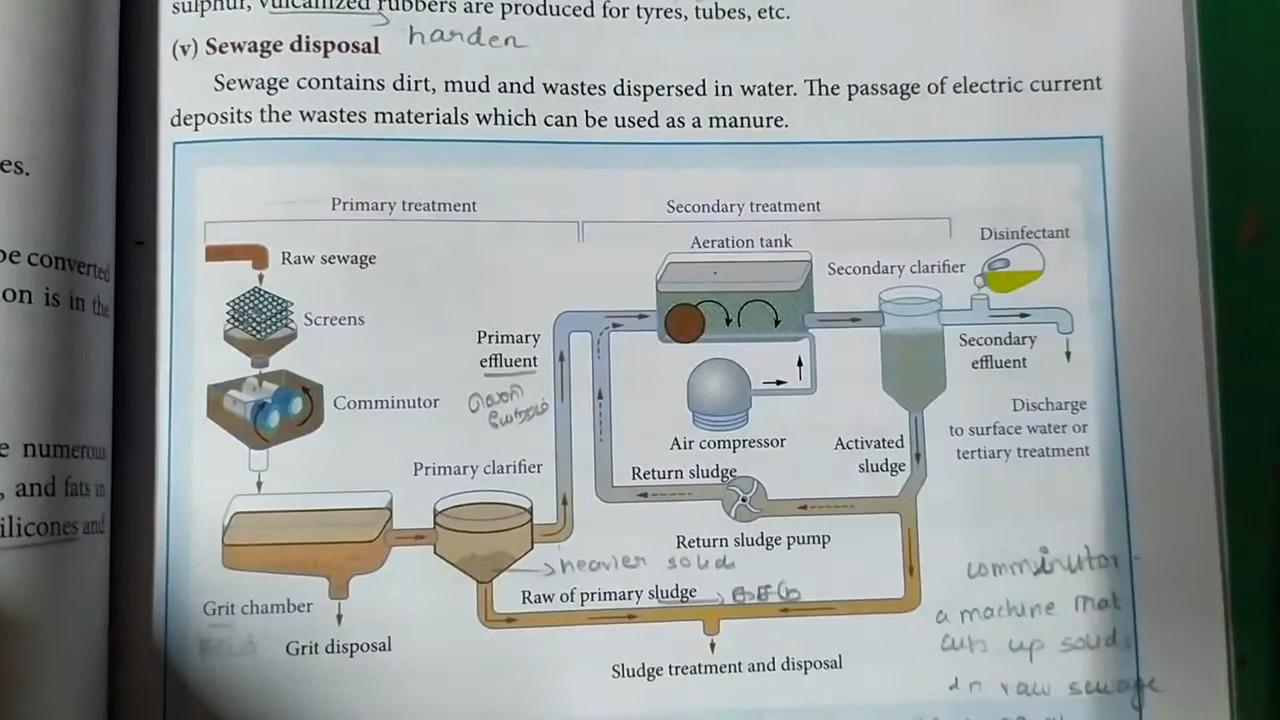 sulphur, vulcanized rubbers are produced for tyres, tubes, etc.
harden
(v) Sewage disposal
Sewage contains dirt, mud and wastes dispersed in water. The passage of electric current
deposits the wastes materials which can be used as a manure.
es.
be converted
on is in the
e numerous
, and fats in
ilicones and
Primary treatment
Secondary treatment
Raw sewage
Screens
Comminutor
Primary
effluent
Primary clarifier
Grit chamber
Grit disposal
heavier solid
Raw of primary sludge
Sludge treatment and disposal
Aeration tank
Air compressor
Return sludge
Return sludge pump
Activated
sludge
Secondary clarifier
Disinfectant
Secondary
effluent
Discharge
to surface water or
tertiary treatment
comminutor -
a machine that
cuts up solids
in raw sewage